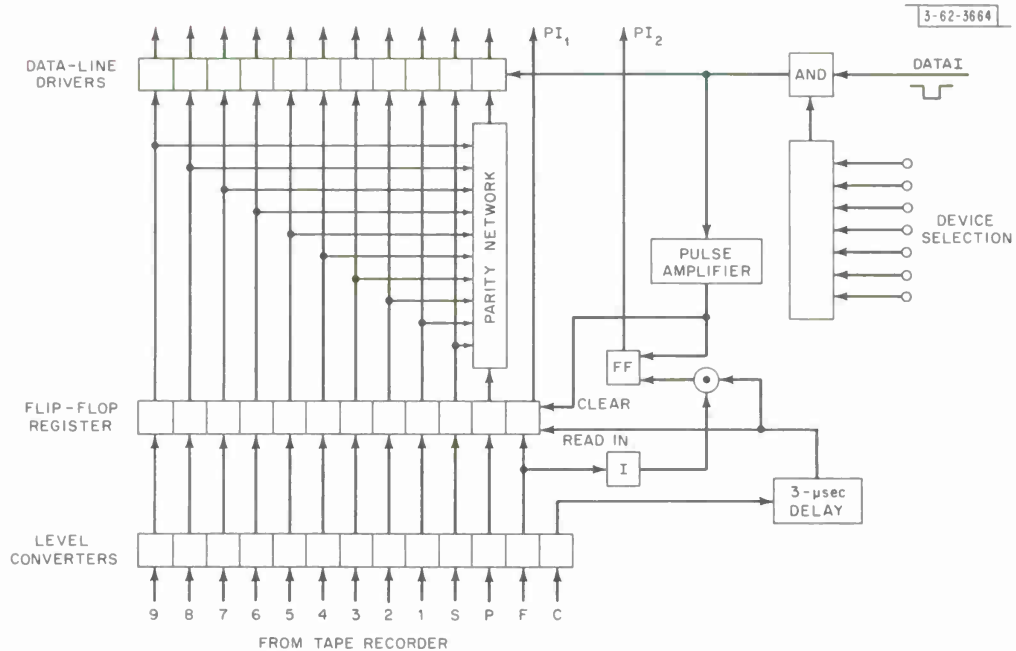 3-62-3664
PI1
PI2
DATA-LINE
DRIVERS
AND
DATAI
PARITY NETWORK
DEVICE
SELECTION
PULSE
AMPLIFIER
FF
FLIP-FLOP
REGISTER
CLEAR
READ IN
I
3-μsec
DELAY
LEVEL
CONVERTERS
9 8 7 6 5 4 3 2 1 S P F C
FROM TAPE RECORDER